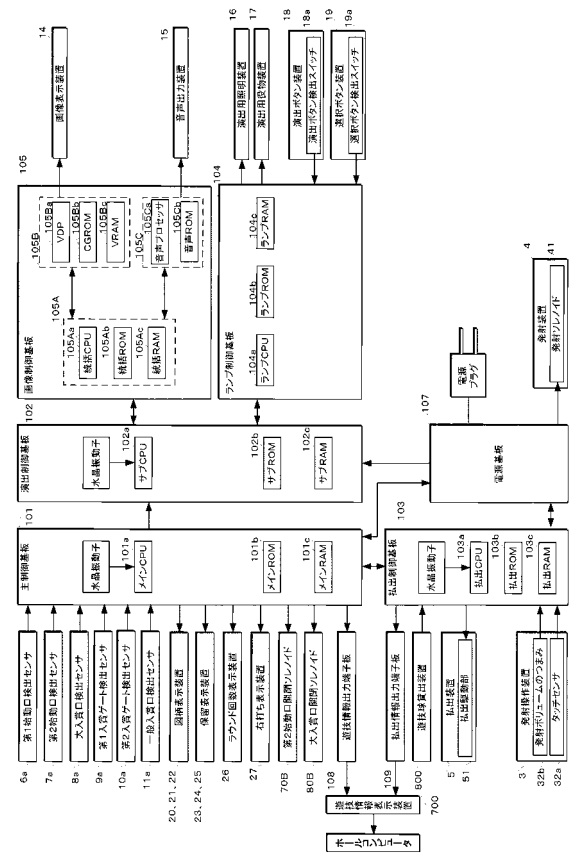 6a
第1始動口検出センサ
7a
第2始動口検出センサ
8a
大入賞口検出センサ
9a
第1入賞ゲート検出センサ
10a
第2入賞ゲート検出センサ
11a
一般入賞口検出センサ
20, 21, 22
図柄表示装置
23, 24, 25
保留表示装置
26
ラウンド回数表示装置
27
右打ち表示装置
70B
第2始動口開閉ソレノイド
80B
大入賞口開閉ソレノイド
108
遊技情報出力端子板
109
払出情報出力端子板
800
遊技球貸出装置
5
払出装置
51
払出駆動部
3
発射操作装置
32b
発射ボリュームのつまみ
32a
タッチセンサ
700
遊技情報表示装置
ホールコンピュータ
101
主制御基板
水晶振動子
101a
メインCPU
101b
メインROM
101c
メインRAM
103
払出制御基板
水晶振動子
103a
払出CPU
103b
払出ROM
103c
払出RAM
102
演出制御基板
水晶振動子
102a
サブCPU
102b
サブROM
102c
サブRAM
107
電源基板
電源
プラグ
4
発射装置
41
発射ソレノイド
105
画像制御基板
105A
105Aa
統括CPU
105Ab
統括ROM
105Ac
統括RAM
105B
105Ba
VDP
105Bb
CGROM
105Bc
VRAM
105C
105Ca
音声プロセッサ
105Cb
音声ROM
104
ランプ制御基板
104a
ランプCPU
104b
ランプROM
104c
ランプRAM
14
画像表示装置
15
音声出力装置
16
演出用照明装置
17
演出用役物装置
18
演出ボタン装置
18a
演出ボタン検出スイッチ
19
選択ボタン装置
19a
選択ボタン検出スイッチ